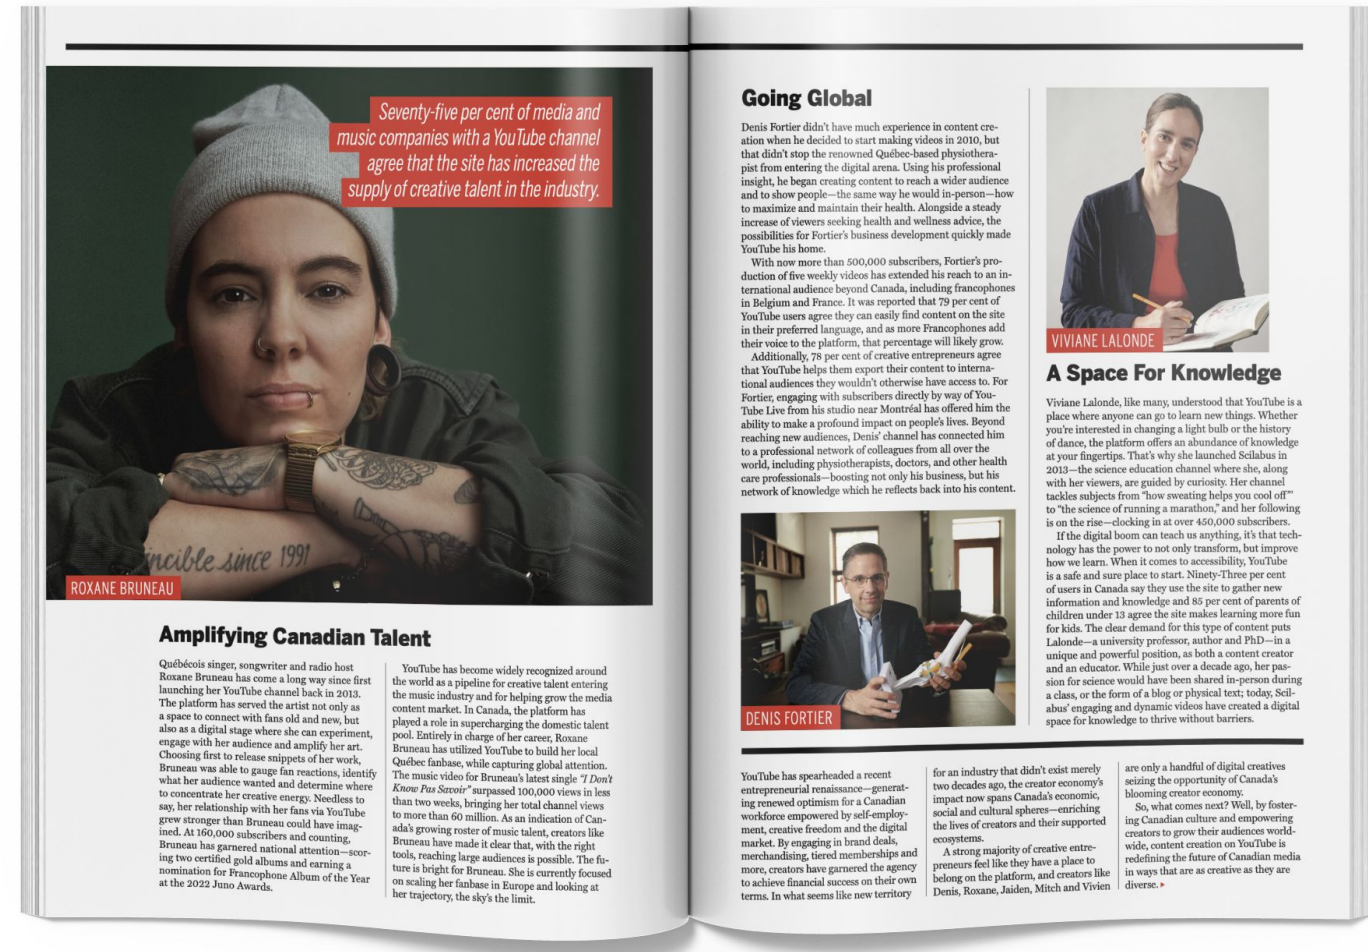 Seventy-five per cent of media and
music companies with a YouTube channel
agree that the site has increased the
supply of creative talent in the industry.
incible since 1991
ROXANE BRUNEAU
Amplifying Canadian Talent
Québécois singer, songwriter and radio host
Roxane Bruneau has come a long way since first
launching her YouTube channel back in 2013.
The platform has served the artist not only as
a space to connect with fans old and new, but
also as a digital stage where she can experiment,
engage with her audience and amplify her art.
Choosing first to release snippets of her work,
Bruneau was able to gauge fan reactions, identify
what her audience wanted and determine where
to concentrate her creative energy. Needless to
say, her relationship with her fans via YouTube
grew stronger than Bruneau could have imag-
ined. At 160,000 subscribers and counting,
Bruneau has garnered national attention—scor-
ing two certified gold albums and earning a
nomination for Francophone Album of the Year
at the 2022 Juno Awards.
YouTube has become widely recognized around
the world as a pipeline for creative talent entering
the music industry and for helping grow the media
content market. In Canada, the platform has
played a role in supercharging the domestic talent
pool. Entirely in charge of her career, Roxane
Bruneau has utilized YouTube to build her local
Québec fanbase, while capturing global attention.
The music video for Bruneau's latest single "I Don't
Know Pas Savoir" surpassed 100,000 views in less
than two weeks, bringing her total channel views
to more than 60 million. As an indication of Can-
ada's growing roster of music talent, creators like
Bruneau have made it clear that, with the right
tools, reaching large audiences is possible. The fu-
ture is bright for Bruneau. She is currently focused
on scaling her fanbase in Europe and looking at
her trajectory, the sky's the limit.
Going Global
Denis Fortier didn't have much experience in content cre-
ation when he decided to start making videos in 2010, but
that didn't stop the renowned Québec-based physiothera-
pist from entering the digital arena. Using his professional
insight, he began creating content to reach a wider audience
and to show people—the same way he would in-person—how
to maximize and maintain their health. Alongside a steady
increase of viewers seeking health and wellness advice, the
possibilities for Fortier's business development quickly made
YouTube his home.
With now more than 500,000 subscribers, Fortier's pro-
duction of five weekly videos has extended his reach to an in-
ternational audience beyond Canada, including francophones
in Belgium and France. It was reported that 79 per cent of
YouTube users agree they can easily find content on the site
in their preferred language, and as more Francophones add
their voice to the platform, that percentage will likely grow.
Additionally, 78 per cent of creative entrepreneurs agree
that YouTube helps them export their content to interna-
tional audiences they wouldn't otherwise have access to. For
Fortier, engaging with subscribers directly by way of You-
Tube Live from his studio near Montréal has offered him the
ability to make a profound impact on people's lives. Beyond
reaching new audiences, Denis' channel has connected him
to a professional network of colleagues from all over the
world, including physiotherapists, doctors, and other health
care professionals—boosting not only his business, but his
network of knowledge which he reflects back into his content.
DENIS FORTIER
VIVIANE LALONDE
A Space For Knowledge
Viviane Lalonde, like many, understood that YouTube is a
place where anyone can go to learn new things. Whether
you're interested in changing a light bulb or the history
of dance, the platform offers an abundance of knowledge
at your fingertips. That's why she launched Scilabus in
2013—the science education channel where she, along
with her viewers, are guided by curiosity. Her channel
tackles subjects from "how sweating helps you cool off"'
to "the science of running a marathon," and her following
is on the rise—clocking in at over 450,000 subscribers.
If the digital boom can teach us anything, it's that tech-
nology has the power to not only transform, but improve
how we learn. When it comes to accessibility, YouTube
is a safe and sure place to start. Ninety-Three per cent
of users in Canada say they use the site to gather new
information and knowledge and 85 per cent of parents of
children under 13 agree the site makes learning more fun
for kids. The clear demand for this type of content puts
Lalonde—a university professor, author and PhD—in a
unique and powerful position, as both a content creator
and an educator. While just over a decade ago, her pas-
sion for science would have been shared in-person during
a class, or the form of a blog or physical text; today, Scil-
abus' engaging and dynamic videos have created a digital
space for knowledge to thrive without barriers.
YouTube has spearheaded a recent
entrepreneurial renaissance—generat-
ing renewed optimism for a Canadian
workforce empowered by self-employ-
ment, creative freedom and the digital
market. By engaging in brand deals,
merchandising, tiered memberships and
more, creators have garnered the agency
to achieve financial success on their own
terms. In what seems like new territory
for an industry that didn't exist merely
two decades ago, the creator economy's
impact now spans Canada's economic,
social and cultural spheres—enriching
the lives of creators and their supported
ecosystems.
A strong majority of creative entre-
preneurs feel like they have a place to
belong on the platform, and creators like
Denis, Roxane, Jaiden, Mitch and Vivien
are only a handful of digital creatives
seizing the opportunity of Canada's
blooming creator economy.
So, what comes next? Well, by foster-
ing Canadian culture and empowering
creators to grow their audiences world-
wide, content creation on YouTube is
redefining the future of Canadian media
in ways that are as creative as they are
diverse.